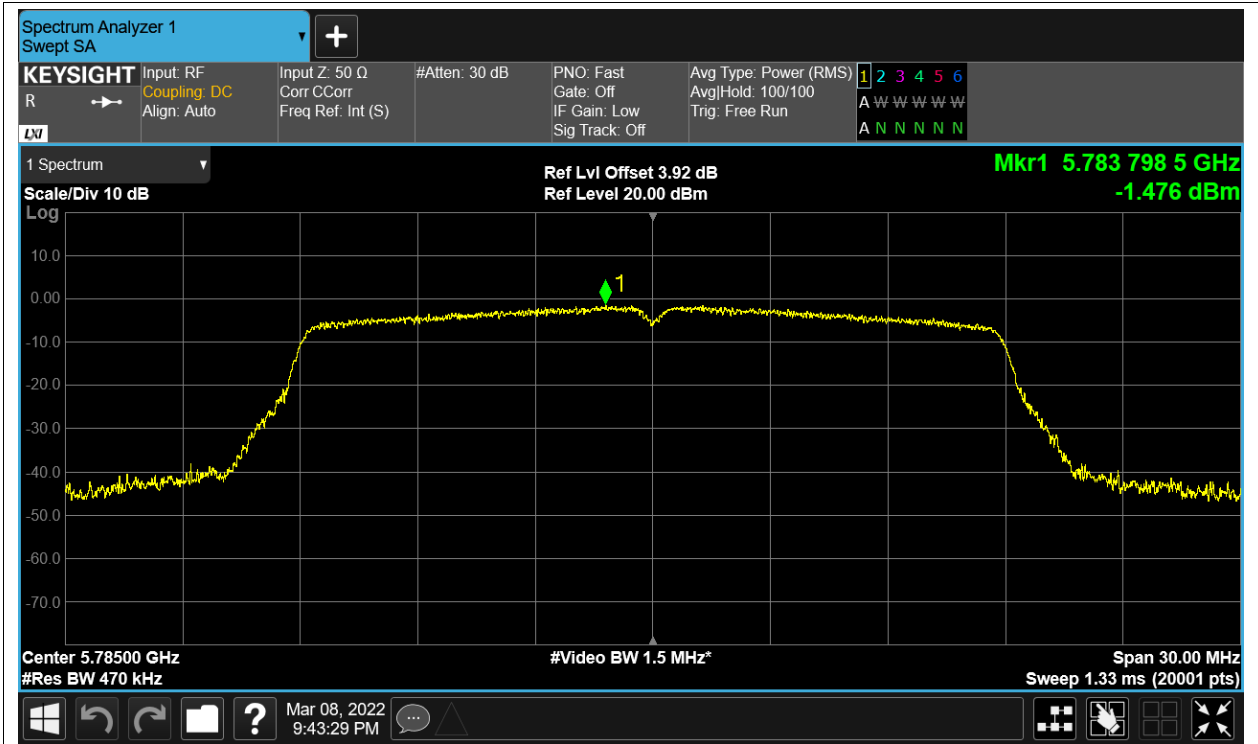 Spectrum Analyzer 1
Swept SA
KEYSIGHT
R
LXI
Input: RF
Coupling: DC
Align: Auto
Input Z: 50 Ω
Corr CCorr
Freq Ref: Int (S)
#Atten: 30 dB
PNO: Fast
Gate: Off
IF Gain: Low
Sig Track: Off
Avg Type: Power (RMS)
Avg|Hold: 100/100
Trig: Free Run
1 2 3 4 5 6
A W W W W W
A N N N N N
1 Spectrum
Scale/Div 10 dB
Log
Ref Lvl Offset 3.92 dB
Ref Level 20.00 dBm
Mkr1 5.783 798 5 GHz
-1.476 dBm
1
10.0
0.00
-10.0
-20.0
-30.0
-40.0
-50.0
-60.0
-70.0
Center 5.78500 GHz
#Res BW 470 kHz
#Video BW 1.5 MHz*
Span 30.00 MHz
Sweep 1.33 ms (20001 pts)
?
Mar 08, 2022
9:43:29 PM